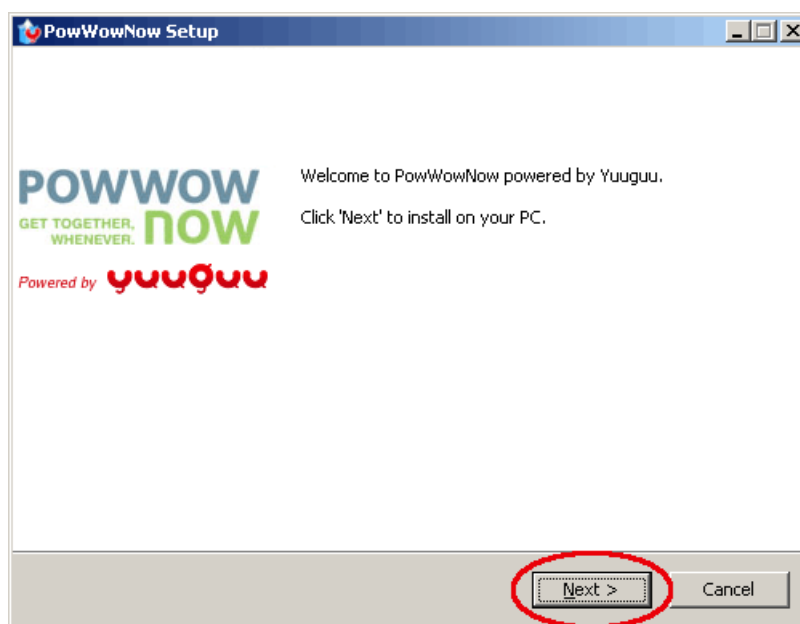 PowWowNow Setup
POWWOW
GET TOGETHER,
WHENEVER.
now
Powered by yuuguu
Welcome to PowWowNow powered by Yuuguu.
Click 'Next' to install on your PC.
Next >
Cancel